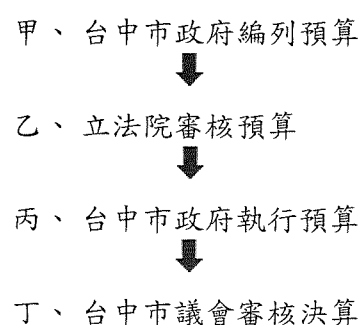 甲、台中市政府編列預算
乙、立法院審核預算
丙、台中市政府執行預算
丁、台中市議會審核決算